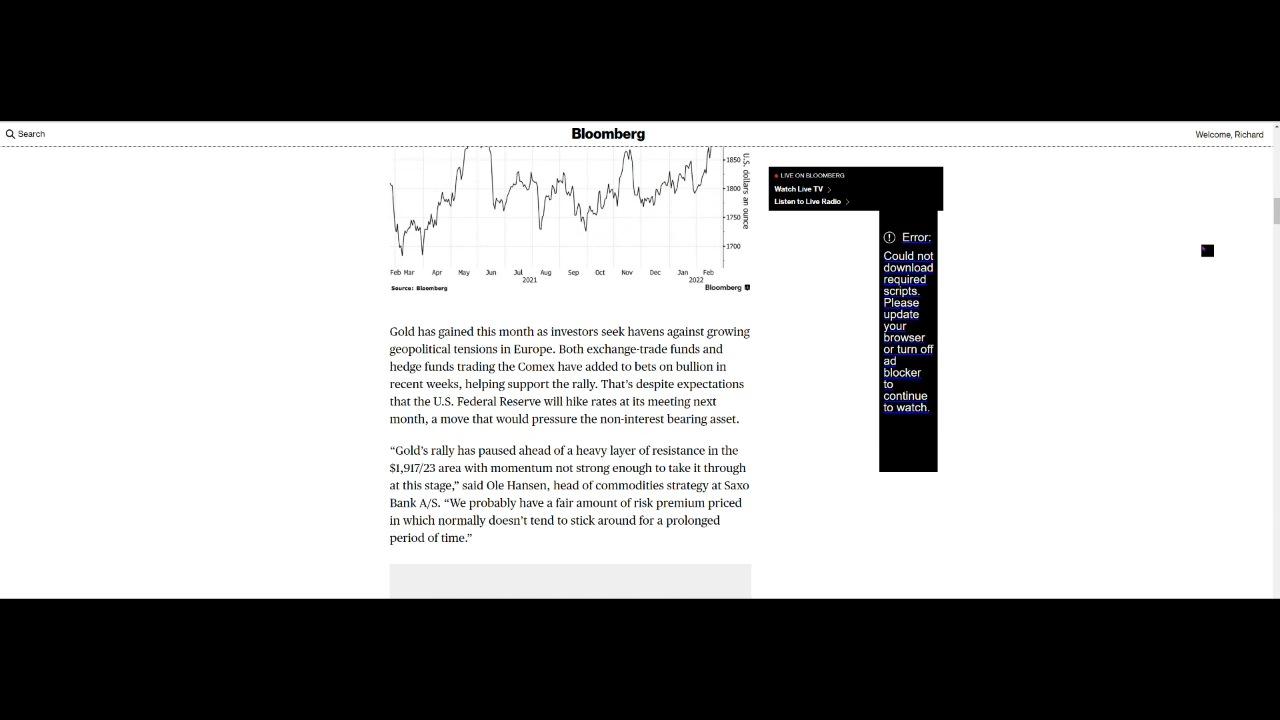 Search
Bloomberg
Welcome, Richard
1850
1800
1750
1700
U.S. dollars an ounce
Feb Mar Apr May Jun Jul Aug Sep Oct Nov Dec Jan Feb
2021 2022
Source: Bloomberg
Bloomberg
LIVE ON BLOOMBERG
Watch Live TV
Listen to Live Radio
Error:
Could not
download
required
scripts.
Please
update
your
browser
or turn off
ad
blocker
to
continue
to watch.
Gold has gained this month as investors seek havens against growing
geopolitical tensions in Europe. Both exchange-trade funds and
hedge funds trading the Comex have added to bets on bullion in
recent weeks, helping support the rally. That’s despite expectations
that the U.S. Federal Reserve will hike rates at its meeting next
month, a move that would pressure the non-interest bearing asset.
“Gold’s rally has paused ahead of a heavy layer of resistance in the
$1,917/23 area with momentum not strong enough to take it through
at this stage,” said Ole Hansen, head of commodities strategy at Saxo
Bank A/S. “We probably have a fair amount of risk premium priced
in which normally doesn’t tend to stick around for a prolonged
period of time.”